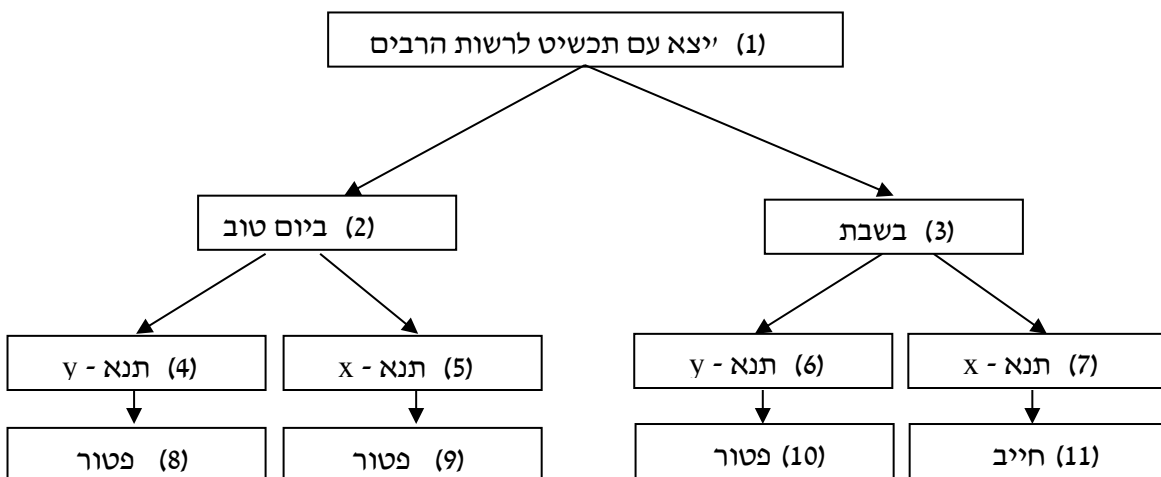 (1) יצא עם תכשיט לרשות הרבים'
(3) בשבת
(2) ביום טוב
(7) תנא - x
(6) תנא - y
(5) תנא - x
(4) תנא - y
(11) חייב
(10) פטור
(9) פטור
(8) פטור